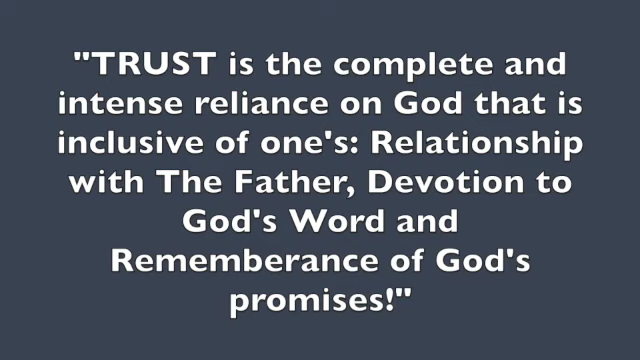 "TRUST is the complete and
intense reliance on God that is
inclusive of one's: Relationship
with The Father, Devotion to
God's Word and
Rememberance of God's
promises!"